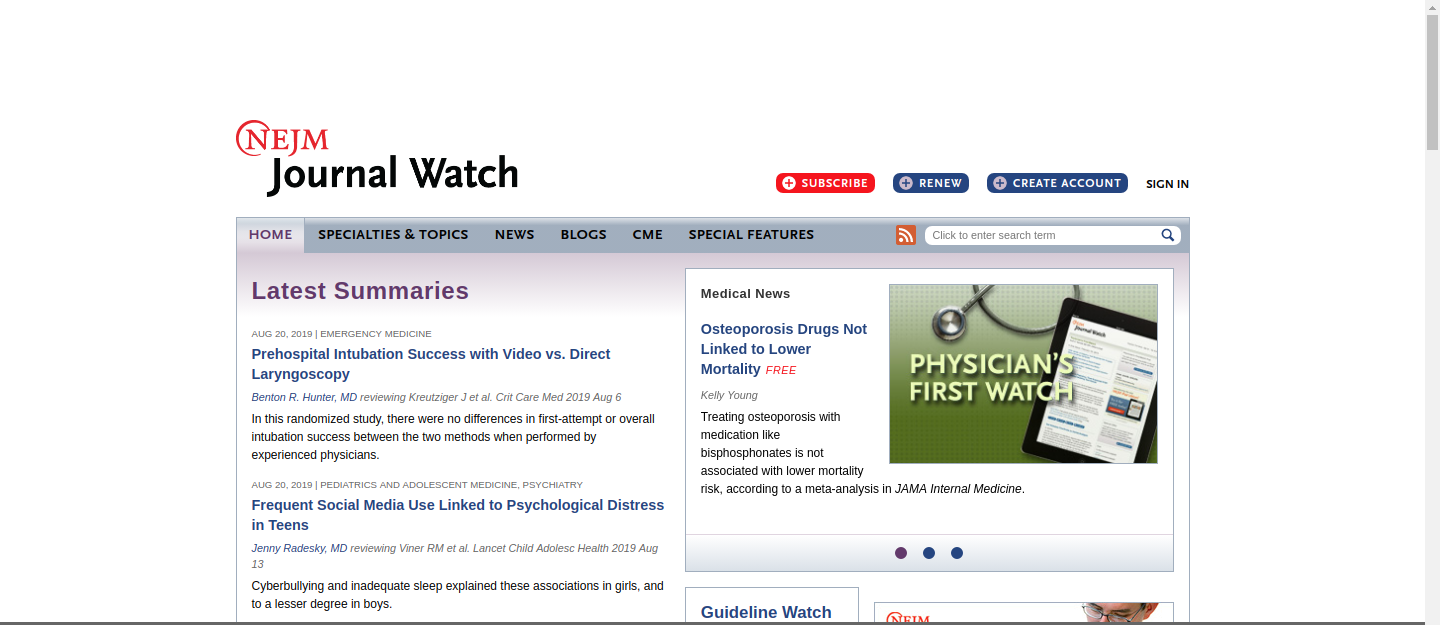 NEJM
Journal Watch
SUBSCRIBE
RENEW
CREATE ACCOUNT
SIGN IN
HOME
SPECIALTIES & TOPICS
NEWS
BLOGS
CME
SPECIAL FEATURES
Click to enter search term
Latest Summaries
AUG 20, 2019 | EMERGENCY MEDICINE
Prehospital Intubation Success with Video vs. Direct
Laryngoscopy
Benton R. Hunter, MD reviewing Kreutziger J et al. Crit Care Med 2019 Aug 6
In this randomized study, there were no differences in first-attempt or overall
intubation success between the two methods when performed by
experienced physicians.
AUG 20, 2019 | PEDIATRICS AND ADOLESCENT MEDICINE, PSYCHIATRY
Frequent Social Media Use Linked to Psychological Distress
in Teens
Jenny Radesky, MD reviewing Viner RM et al. Lancet Child Adolesc Health 2019 Aug
13
Cyberbullying and inadequate sleep explained these associations in girls, and
to a lesser degree in boys.
Medical News
Osteoporosis Drugs Not
Linked to Lower
Mortality FREE
Kelly Young
Treating osteoporosis with
medication like
bisphosphonates is not
associated with lower mortality
risk, according to a meta-analysis in JAMA Internal Medicine.
PHYSICIAN'S
FIRST WATCH
Guideline Watch
NEJM